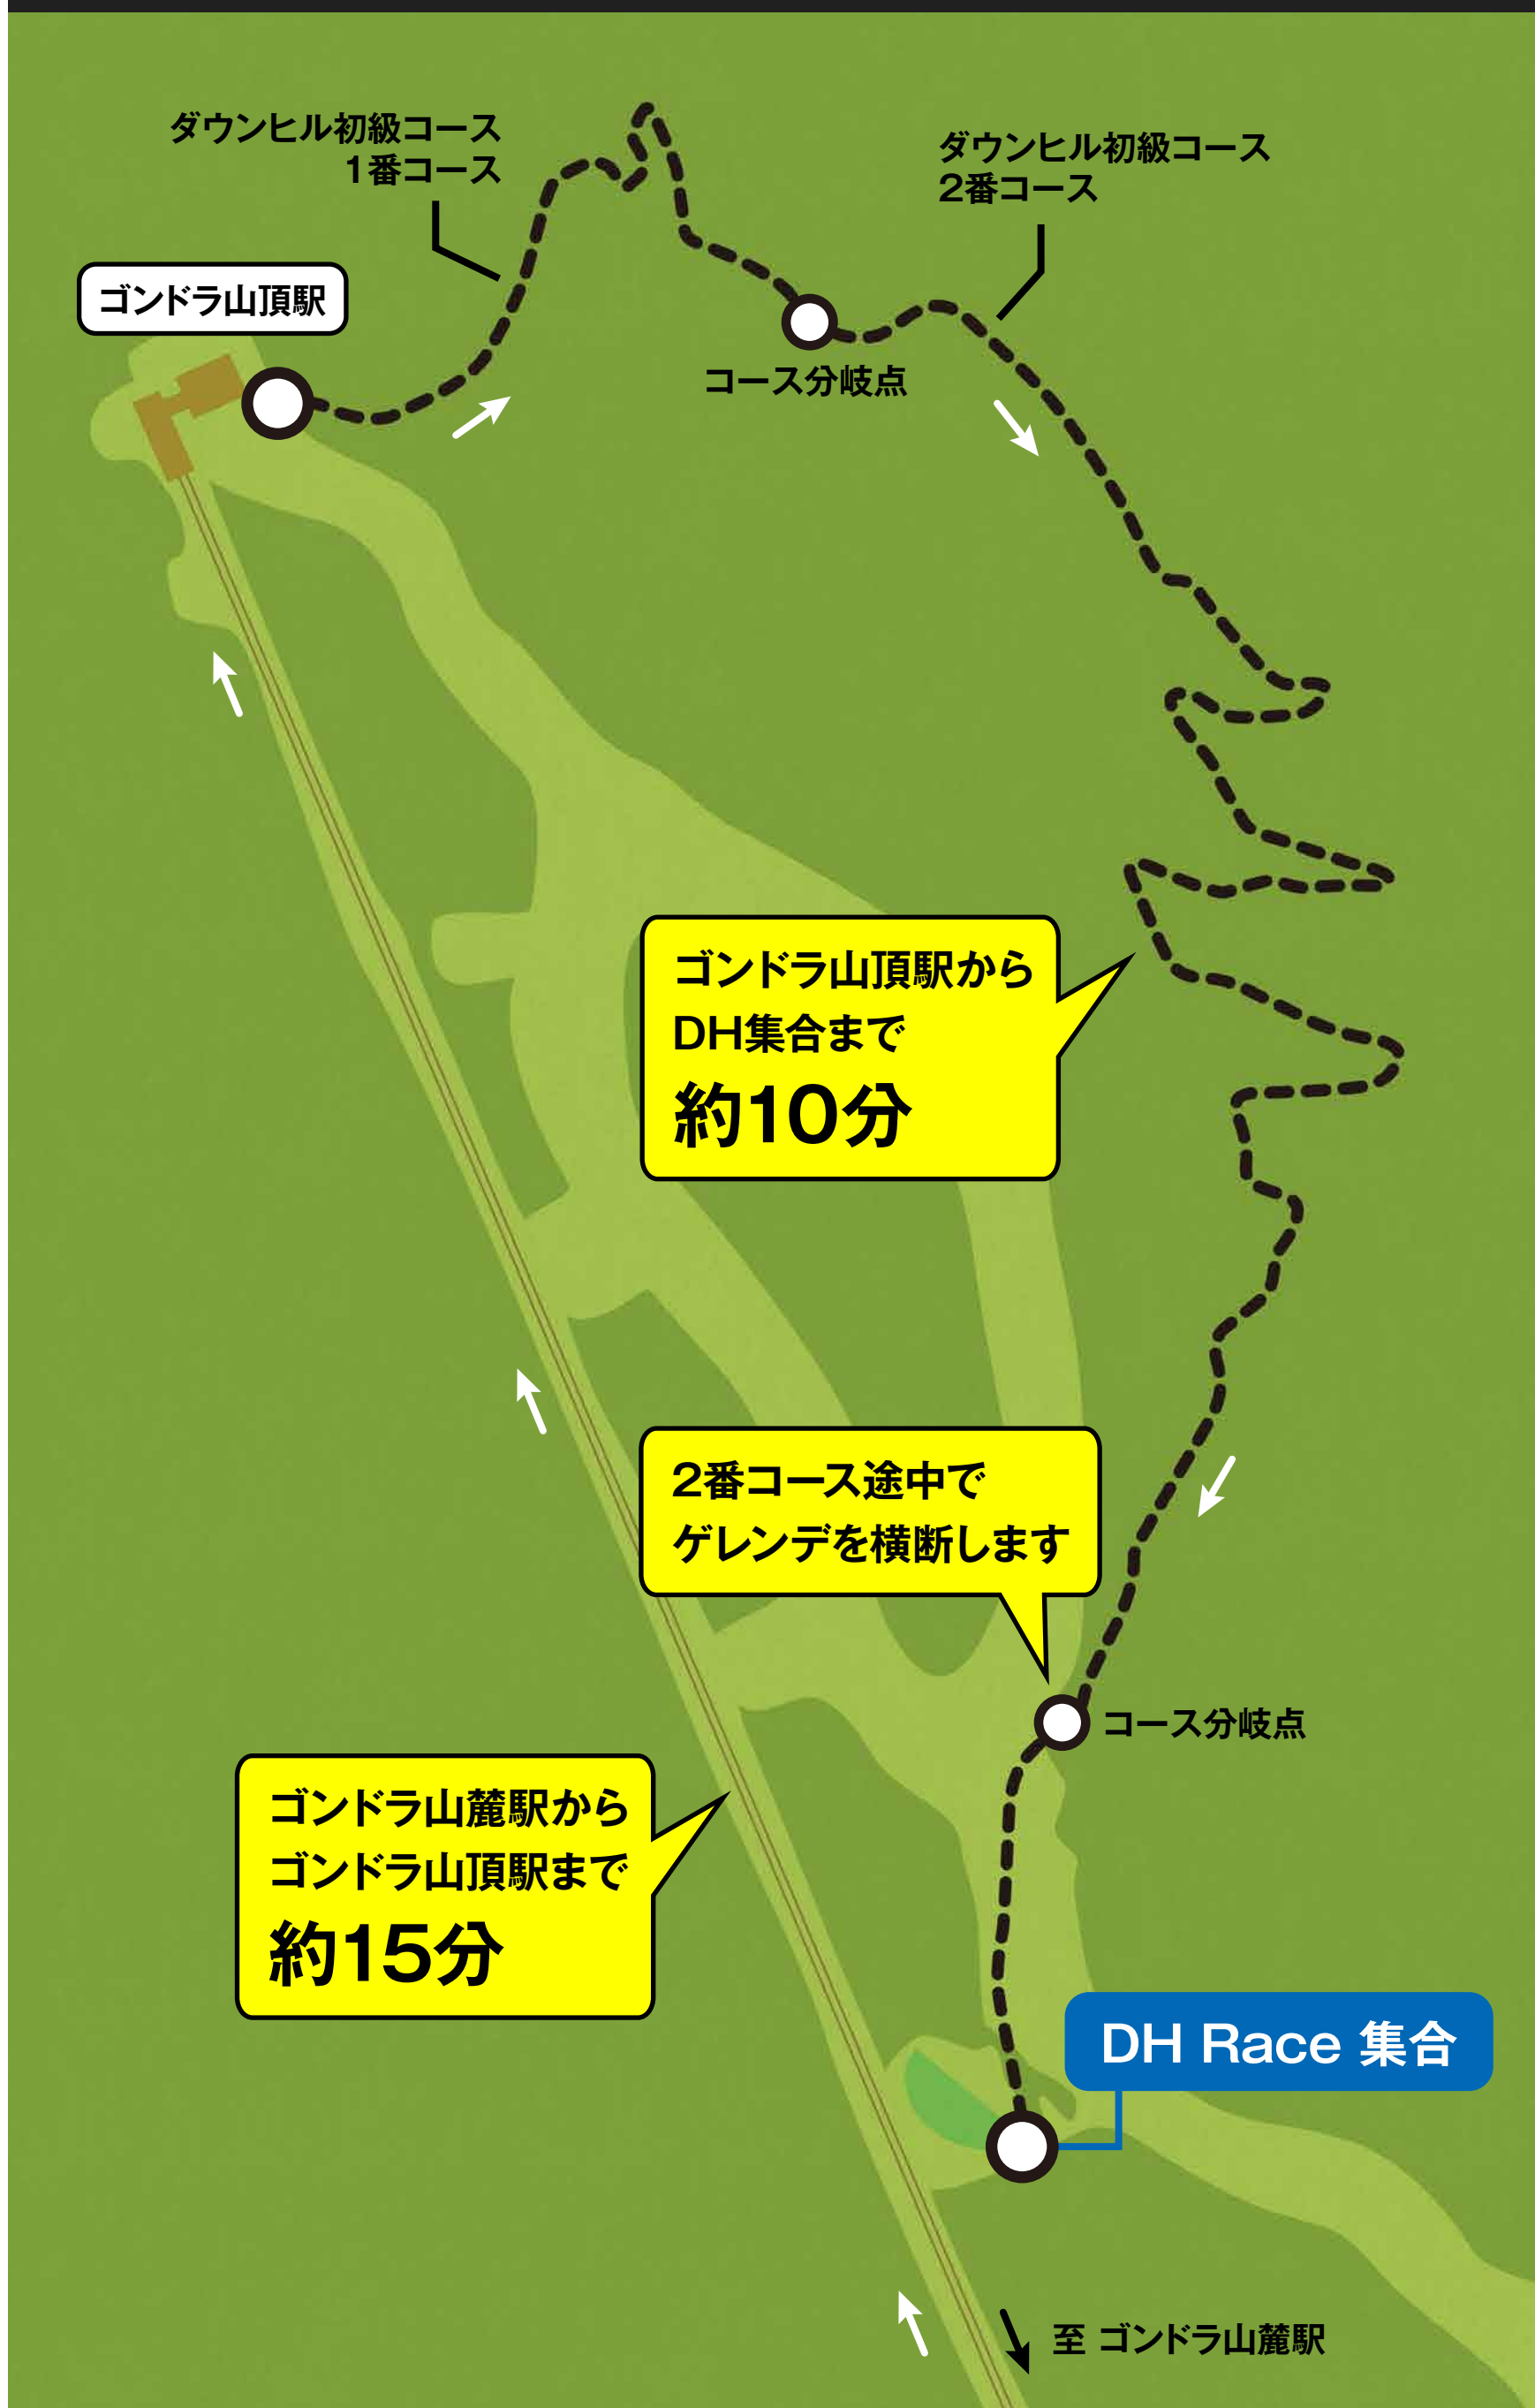 ダウンヒル初級コース
1番コース
ダウンヒル初級コース
2番コース
ゴンドラ山頂駅
コース分岐点
ゴンドラ山頂駅から
DH集合まで
約10分
2番コース途中で
ゲレンデを横断します
コース分岐点
ゴンドラ山麓駅から
ゴンドラ山頂駅まで
約15分
DH Race 集合
至 ゴンドラ山麓駅